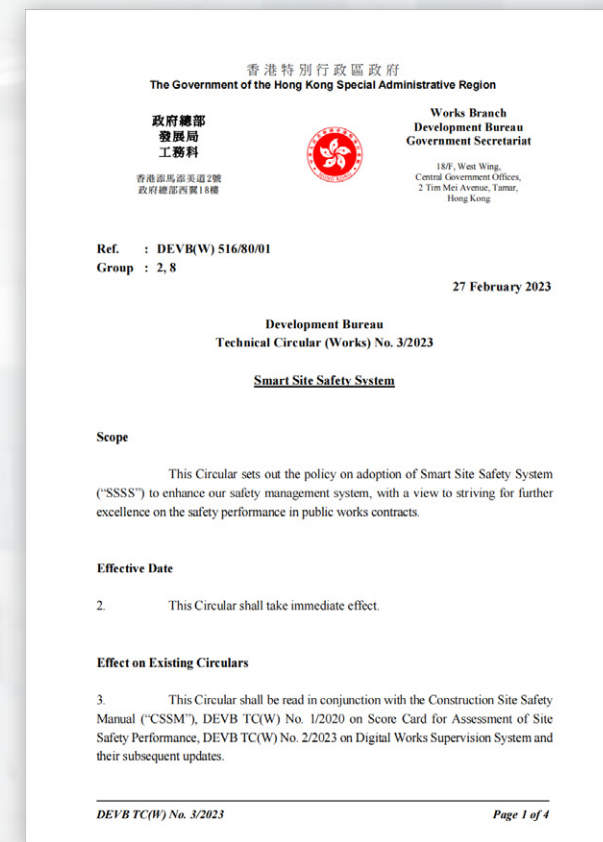 香港特別行政區政府
The Government of the Hong Kong Special Administrative Region
政府總部
發展局
工務科
香港添馬添美道2號
政府總部西翼18樓
Works Branch
Development Bureau
Government Secretariat
18/F, West Wing,
Central Government Offices,
2 Tim Mei Avenue, Tamar,
Hong Kong
Ref. : DEVB(W) 516/80/01
Group : 2, 8
27 February 2023
Development Bureau
Technical Circular (Works) No. 3/2023
Smart Site Safety System
Scope
This Circular sets out the policy on adoption of Smart Site Safety System
(“SSSS”) to enhance our safety management system, with a view to striving for further
excellence on the safety performance in public works contracts.
Effective Date
2. This Circular shall take immediate effect.
Effect on Existing Circulars
3. This Circular shall be read in conjunction with the Construction Site Safety
Manual (“CSSM”), DEVB TC(W) No. 1/2020 on Score Card for Assessment of Site
Safety Performance, DEVB TC(W) No. 2/2023 on Digital Works Supervision System and
their subsequent updates.
DEVB TC(W) No. 3/2023 Page 1 of 4